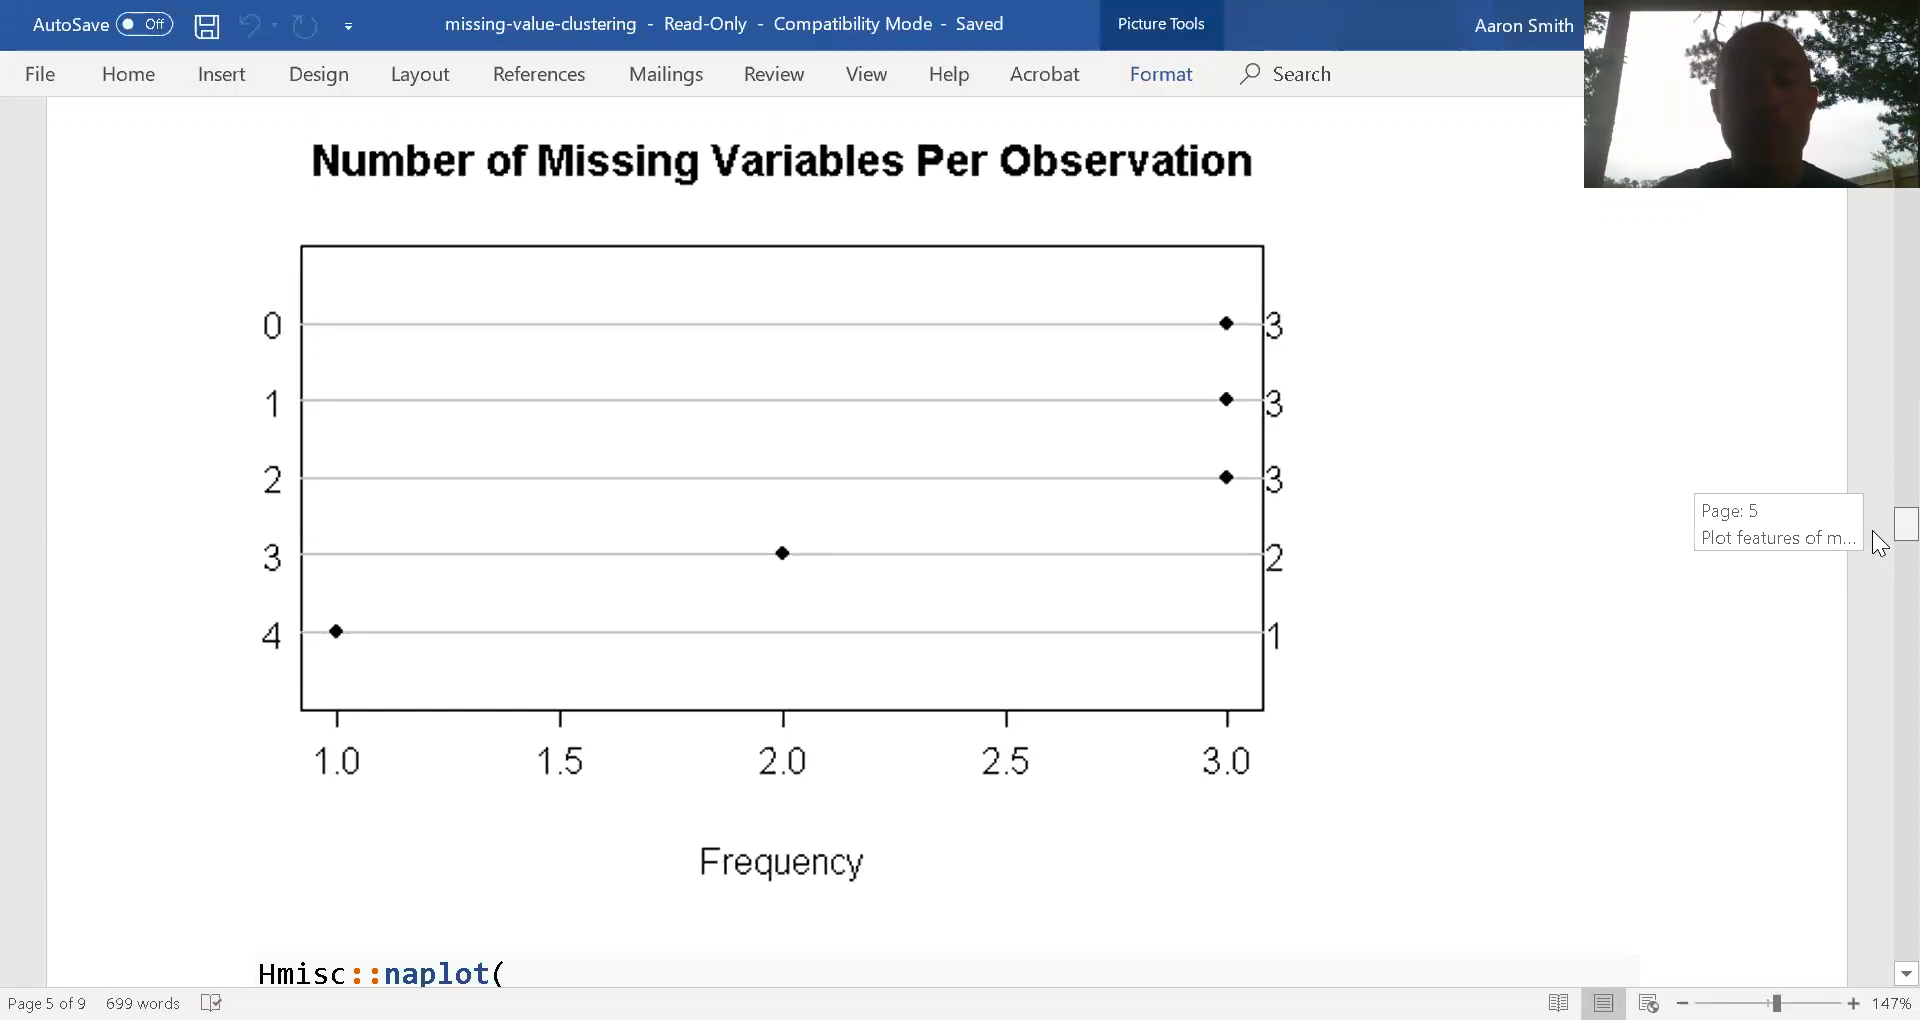 AutoSave Off missing-value-clustering - Read-Only - Compatibility Mode - Saved Picture Tools Aaron Smith
File Home Insert Design Layout References Mailings Review View Help Acrobat Format Search
Number of Missing Variables Per Observation
0 3
1 3
2 3
3 2
4 1
1.0 1.5 2.0 2.5 3.0
Frequency
Page: 5
Plot features of m...
Hmisc::naplot(
Page 5 of 9 699 words 147%